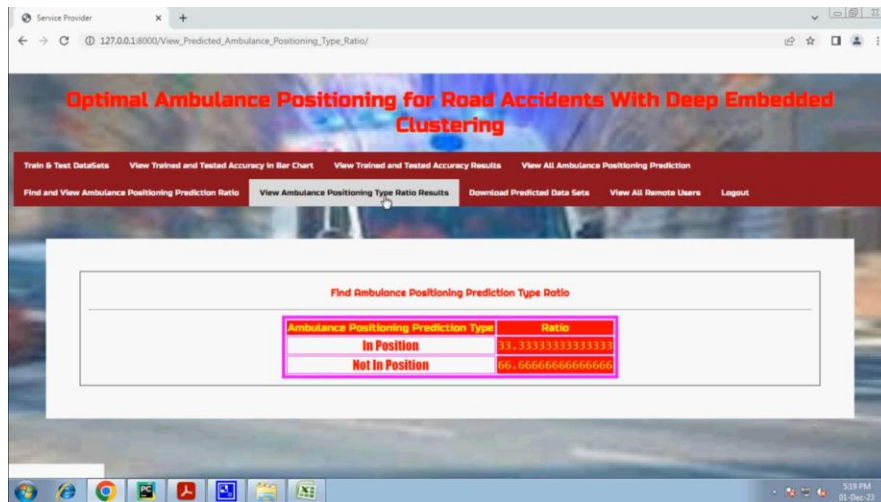 Service Provider
127.0.0.1:8000/View_Predicted_Ambulance_Positioning_Type_Ratio/
Optimal Ambulance Positioning for Road Accidents With Deep Embedded
Clustering
Train & Test DataSets View Trained and Tested Accuracy in Bar Chart View Trained and Tested Accuracy Results View All Ambulance Positioning Prediction
Find and View Ambulance Positioning Prediction Ratio View Ambulance Positioning Type Ratio Results Download Predicted Data Sets View All Remote Users Logout
Find Ambulance Positioning Prediction Type Ratio
Ambulance Positioning Prediction Type Ratio
In Position 33.33333333333333
Not In Position 66.66666666666666
PC
5:19 PM
01-Dec-23